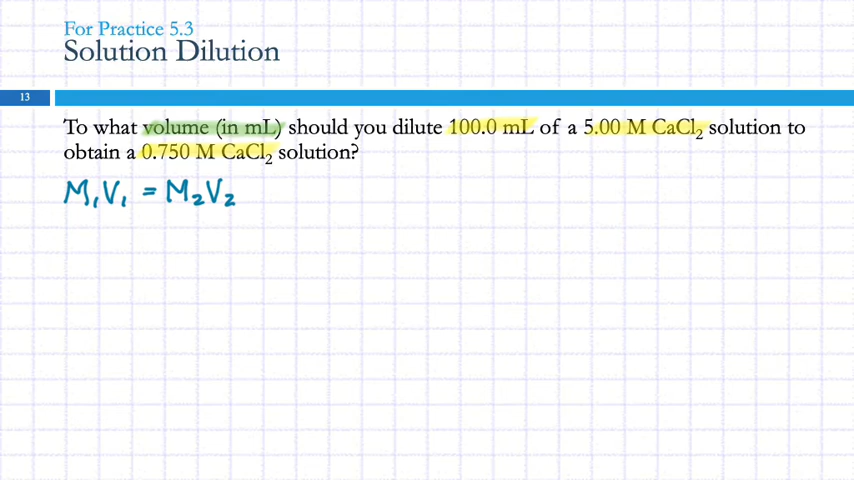 For Practice 5.3
Solution Dilution
13
To what volume (in mL) should you dilute 100.0 mL of a 5.00 M CaCl₂ solution to
obtain a 0.750 M CaCl₂ solution?
M₁V₁ = M₂V₂